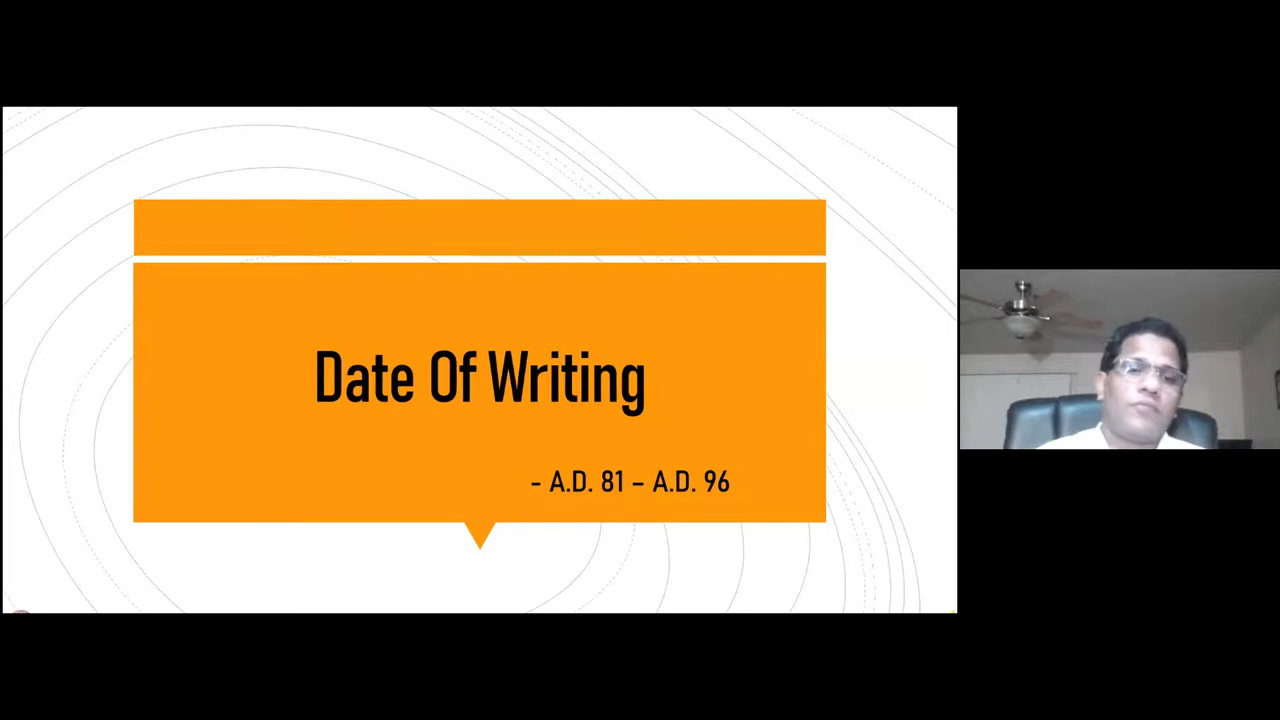 Date Of Writing
- A.D. 81 – A.D. 96